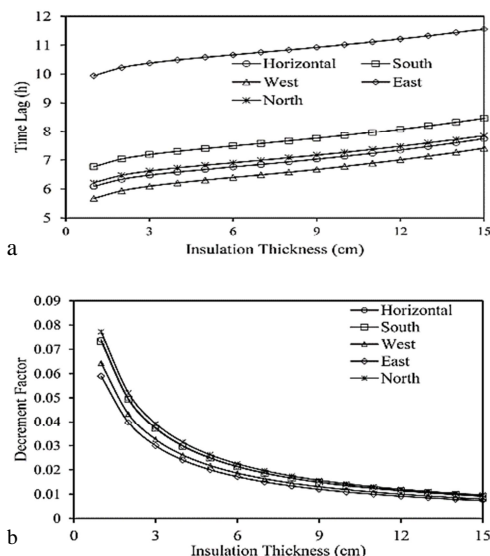 12
11
10
9
8
7
6
5
Time Lag (h)
Horizontal
South
West
East
North
0 3 6 9 12 15
Insulation Thickness (cm)
a
0.09
0.08
0.07
0.06
0.05
0.04
0.03
0.02
0.01
0
Decrement Factor
Horizontal
South
West
East
North
0 3 6 9 12 15
Insulation Thickness (cm)
b